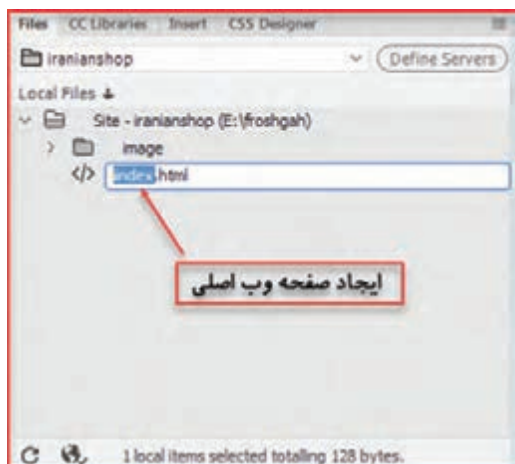 Files CC Libraries Insert CSS Designer
iranianshop Define Servers
Local Files
Site - iranianshop (E:\froshgah)
image
</> index.html
ایجاد صفحه وب اصلی
1 local items selected totalling 128 bytes.